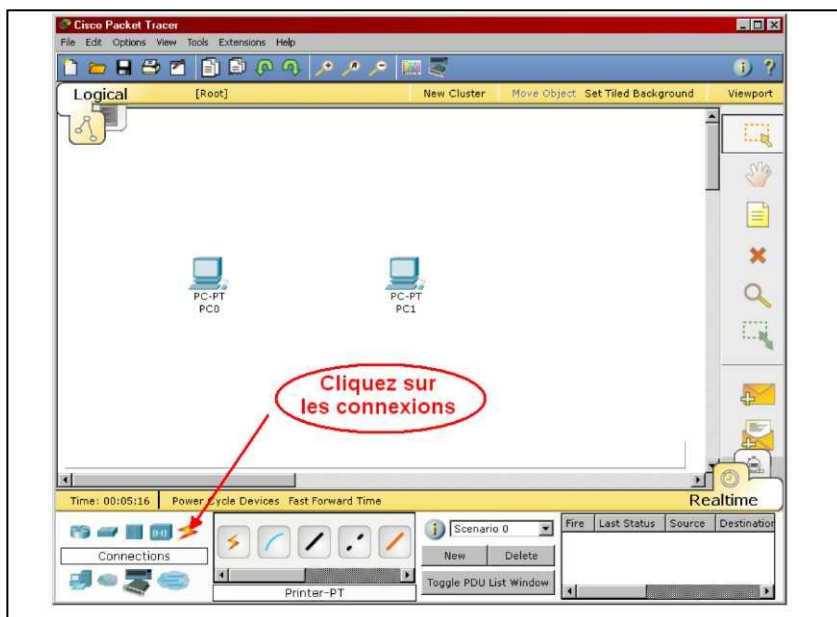 Cisco Packet Tracer
File Edit Options View Tools Extensions Help
Logical [Root] New Cluster Move Object Set Tiled Background Viewport
PC-PT
PC0
PC-PT
PC1
Cliquez sur
les connexions
Time: 00:05:16 Power Cycle Devices Fast Forward Time
Realtime
Connections
Printer-PT
Scenario 0
New Delete
Toggle PDU List Window
Fire Last Status Source Destination